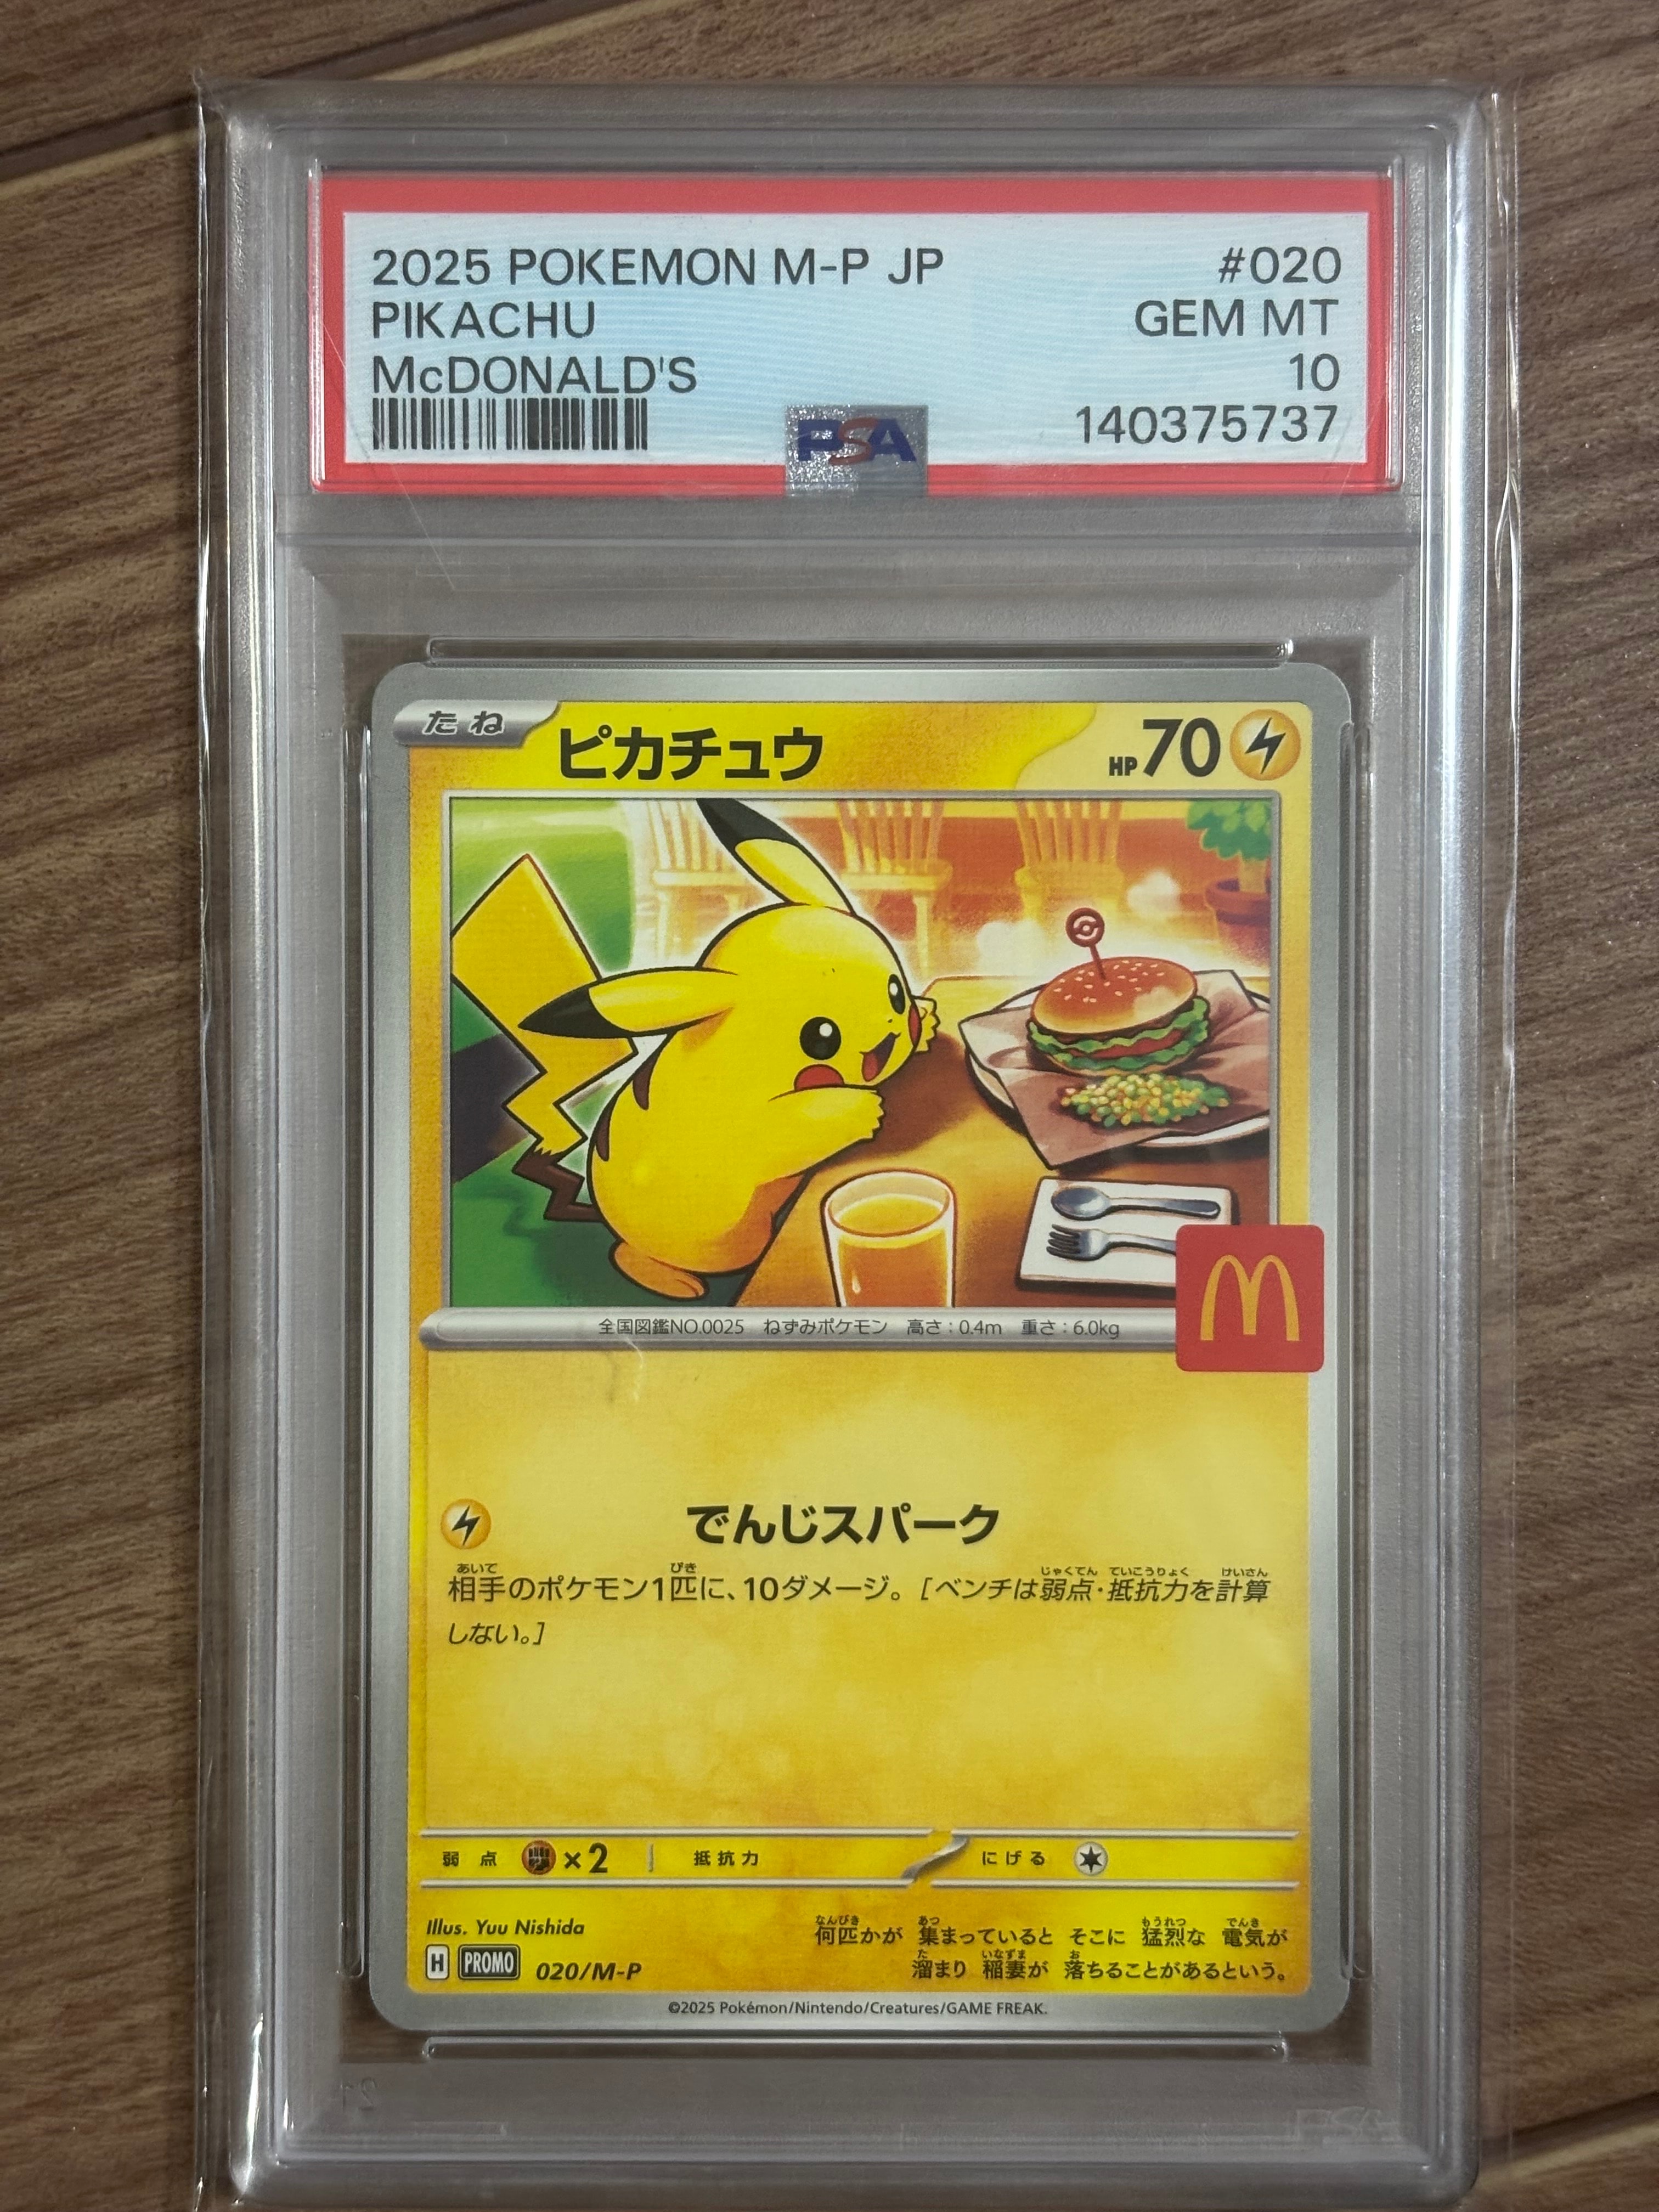 2025 POKEMON M-P JP #020
PIKACHU GEM MT
McDONALD'S 10
140375737
PSA
たね ピカチュウ HP70
全国図鑑NO.0025 ねずみポケモン 高さ:0.4m 重さ:6.0kg
でんじスパーク
あいて ぴき じゃくてん ていこうりょく けいさん
相手のポケモン1匹に、10ダメージ。[ベンチは弱点・抵抗力を計算
しない。]
弱点 ×2 抵抗力 にげる
Illus. Yuu Nishida
なんびき あつ もうれつ でんき
何匹かが 集まっていると そこに 猛烈な 電気が
た いなずま お
溜まり 稲妻が 落ちることがあるという。
H PROMO 020/M-P
©2025 Pokémon/Nintendo/Creatures/GAME FREAK.